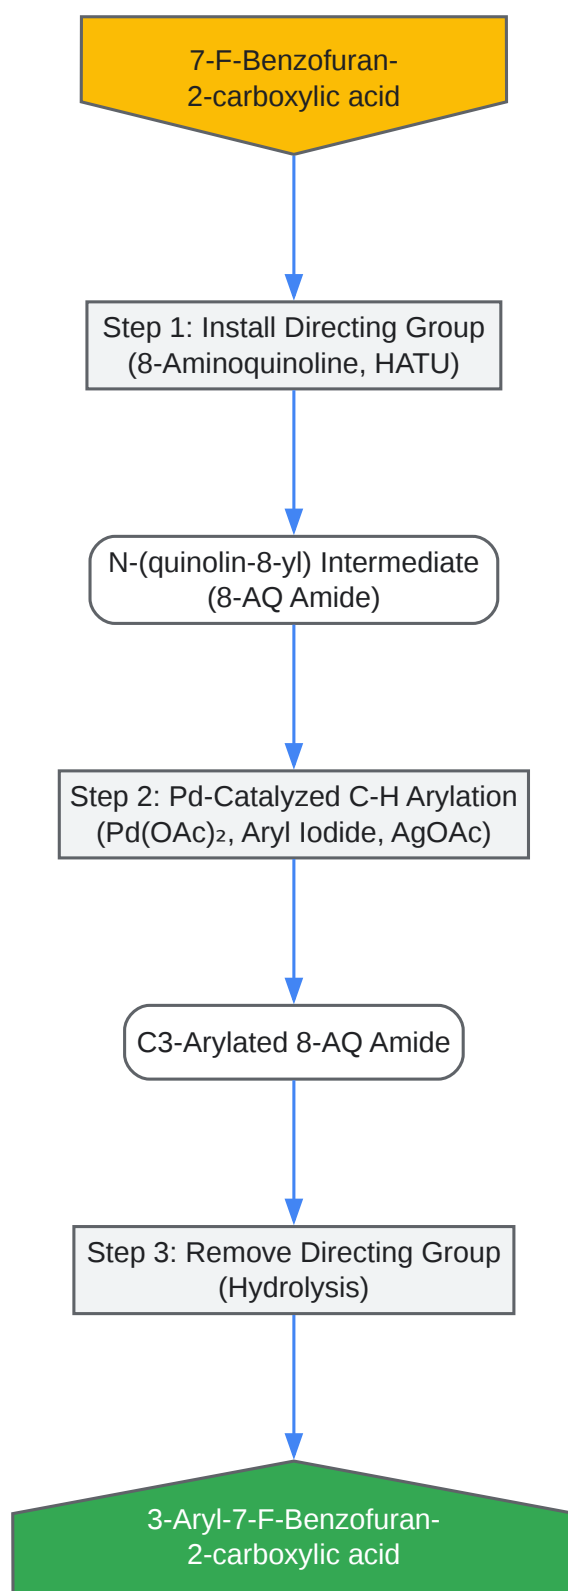 7-F-Benzofuran-
2-carboxylic acid
Step 1: Install Directing Group
(8-Aminoquinoline, HATU)
N-(quinolin-8-yl) Intermediate
(8-AQ Amide)
Step 2: Pd-Catalyzed C-H Arylation
(Pd(OAc)₂, Aryl Iodide, AgOAc)
C3-Arylated 8-AQ Amide
Step 3: Remove Directing Group
(Hydrolysis)
3-Aryl-7-F-Benzofuran-
2-carboxylic acid